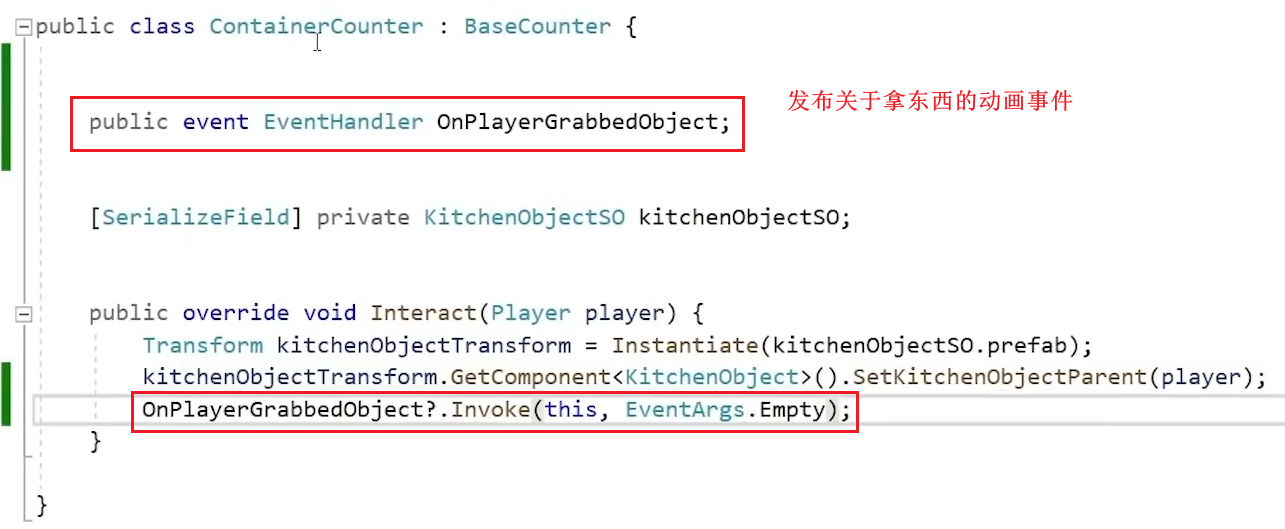 public class ContainerCounter : BaseCounter {
发布关于拿东西的动画事件
public event EventHandler OnPlayerGrabbedObject;
[SerializeField] private KitchenObjectSO kitchenObjectSO;
public override void Interact(Player player) {
Transform kitchenObjectTransform = Instantiate(kitchenObjectSO.prefab);
kitchenObjectTransform.GetComponent<KitchenObject>().SetKitchenObjectParent(player);
OnPlayerGrabbedObject?.Invoke(this, EventArgs.Empty);
}
}